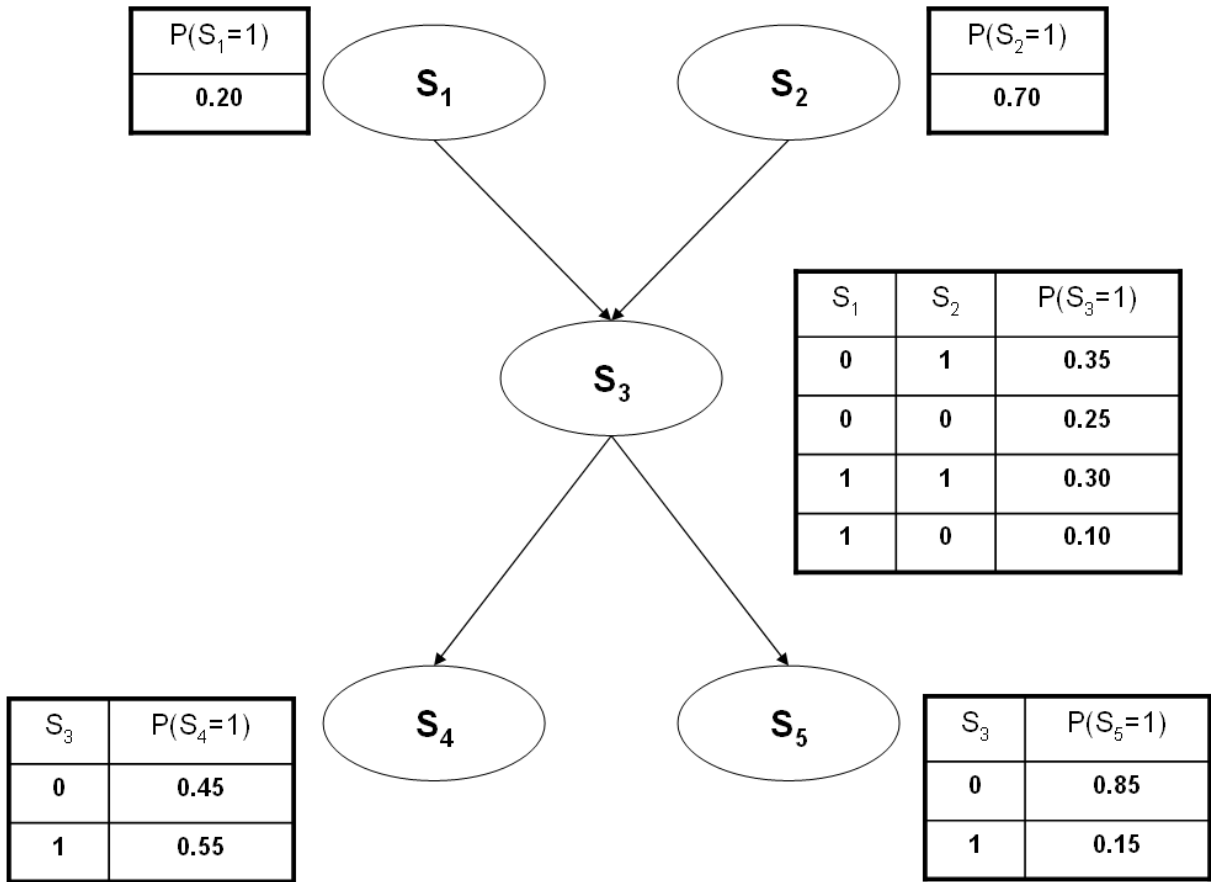 P(S₁=1)
0.20
S₁
S₂
P(S₂=1)
0.70
S₃
S₁ S₂ P(S₃=1)
0 1 0.35
0 0 0.25
1 1 0.30
1 0 0.10
S₃ P(S₄=1)
0 0.45
1 0.55
S₄
S₅
S₃ P(S₅=1)
0 0.85
1 0.15